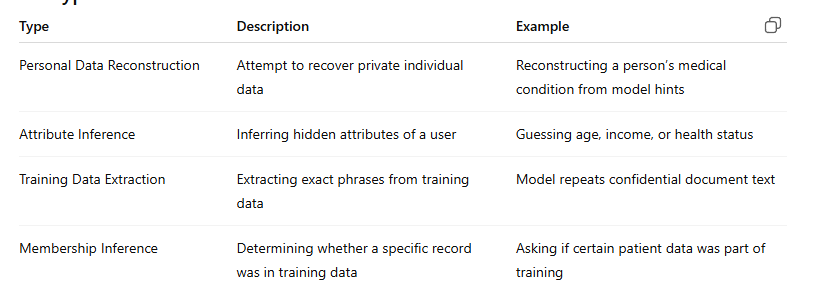 Type Description Example
Personal Data Reconstruction Attempt to recover private individual Reconstructing a person's medical
data condition from model hints
Attribute Inference Inferring hidden attributes of a user Guessing age, income, or health status
Training Data Extraction Extracting exact phrases from training Model repeats confidential document text
data
Membership Inference Determining whether a specific record Asking if certain patient data was part of
was in training data training